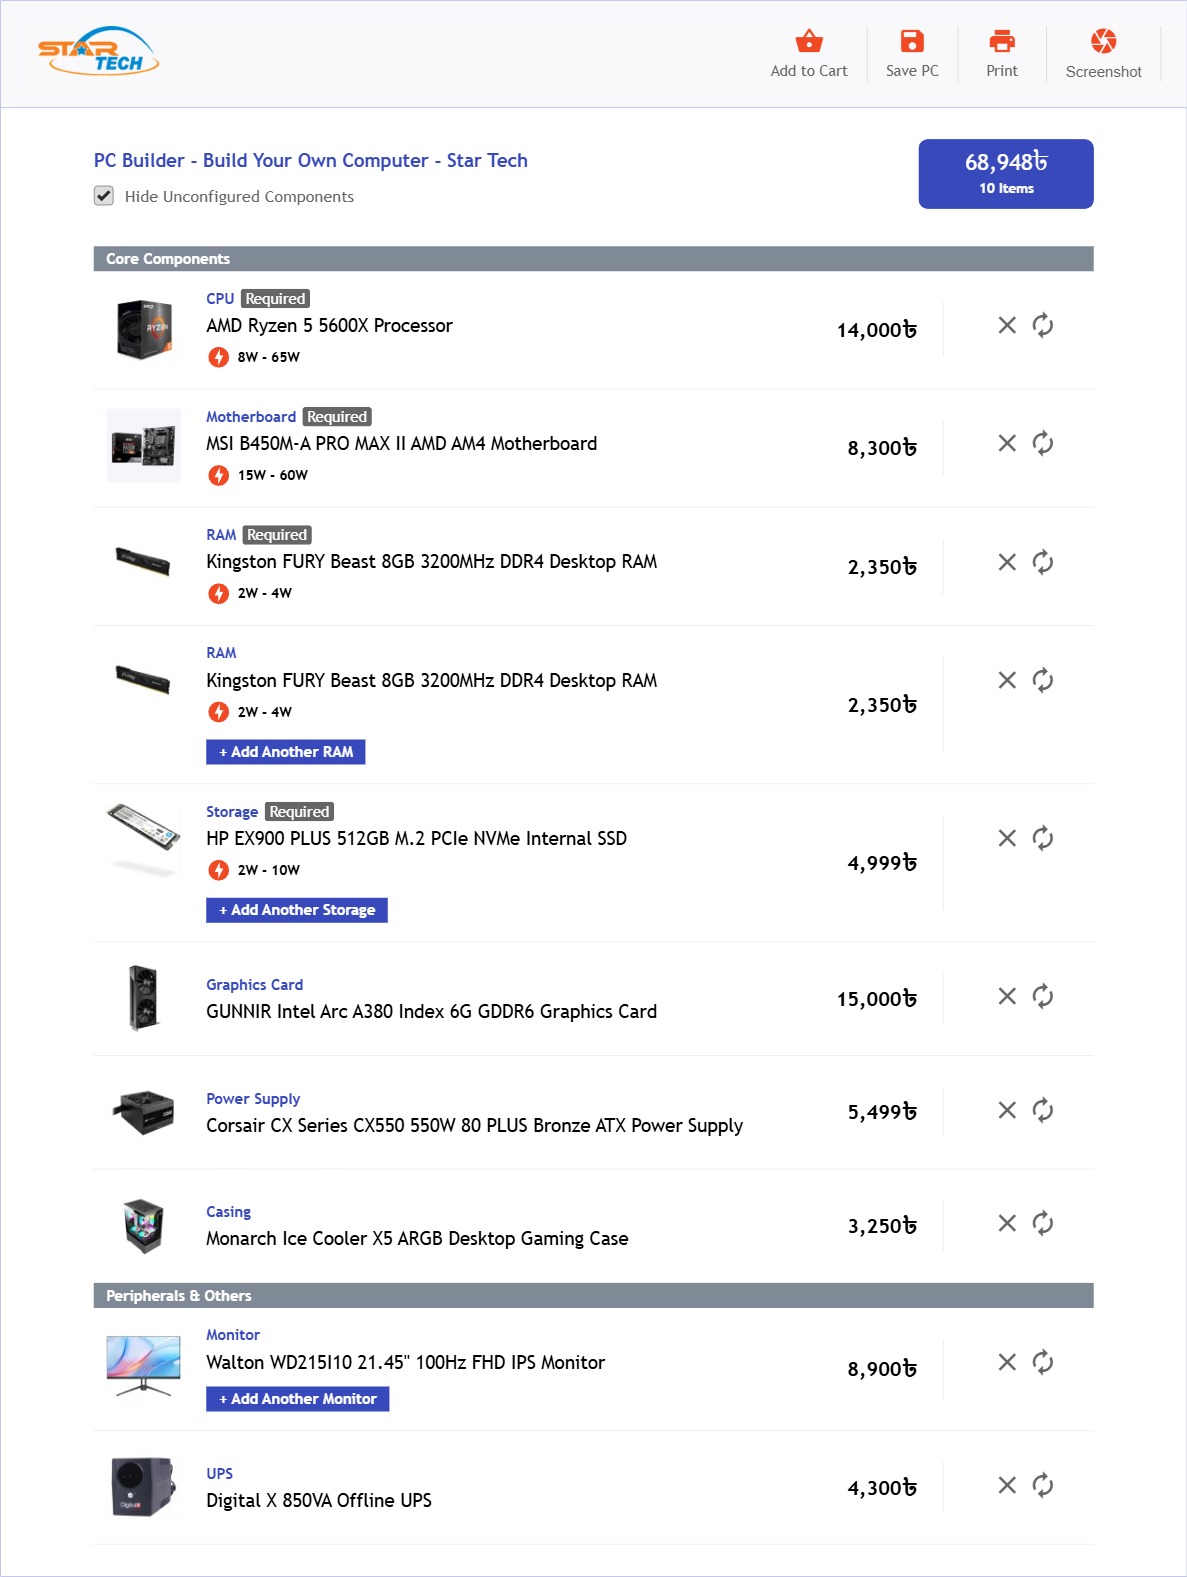 STAR
TECH
Add to Cart
Save PC
Print
Screenshot
PC Builder - Build Your Own Computer - Star Tech
68,948৳
10 Items
Hide Unconfigured Components
Core Components
CPU Required
AMD Ryzen 5 5600X Processor
14,000৳
8W - 65W
Motherboard Required
MSI B450M-A PRO MAX II AMD AM4 Motherboard
8,300৳
15W - 60W
RAM Required
Kingston FURY Beast 8GB 3200MHz DDR4 Desktop RAM
2,350৳
2W - 4W
RAM
Kingston FURY Beast 8GB 3200MHz DDR4 Desktop RAM
2,350৳
2W - 4W
+ Add Another RAM
Storage Required
HP EX900 PLUS 512GB M.2 PCIe NVMe Internal SSD
4,999৳
2W - 10W
+ Add Another Storage
Graphics Card
GUNNIR Intel Arc A380 Index 6G GDDR6 Graphics Card
15,000৳
Power Supply
Corsair CX Series CX550 550W 80 PLUS Bronze ATX Power Supply
5,499৳
Casing
Monarch Ice Cooler X5 ARGB Desktop Gaming Case
3,250৳
Peripherals & Others
Monitor
Walton WD215I10 21.45" 100Hz FHD IPS Monitor
8,900৳
+ Add Another Monitor
UPS
Digital X 850VA Offline UPS
4,300৳